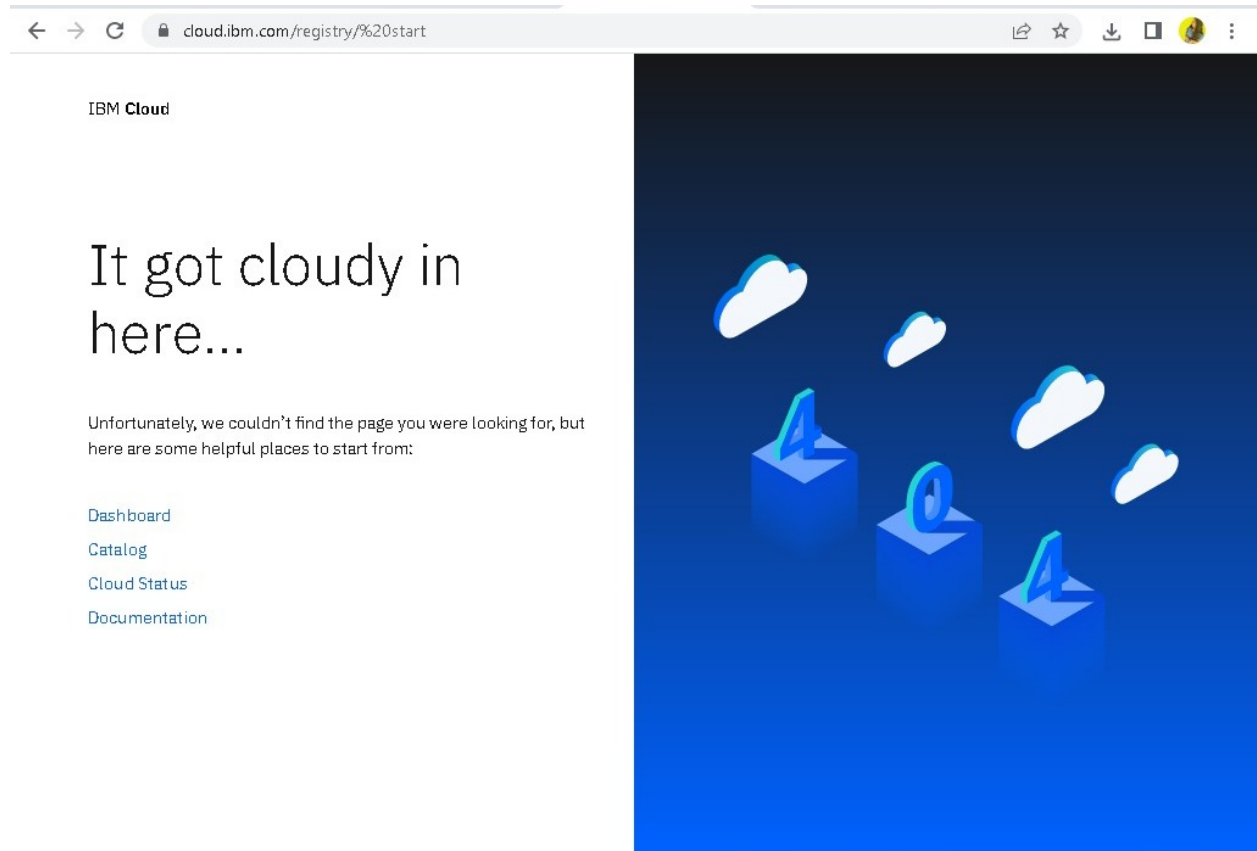 cloud.ibm.com/registry/%20start
IBM Cloud
It got cloudy in
here...
Unfortunately, we couldn't find the page you were looking for, but
here are some helpful places to start from:
Dashboard
Catalog
Cloud Status
Documentation
4
0
4